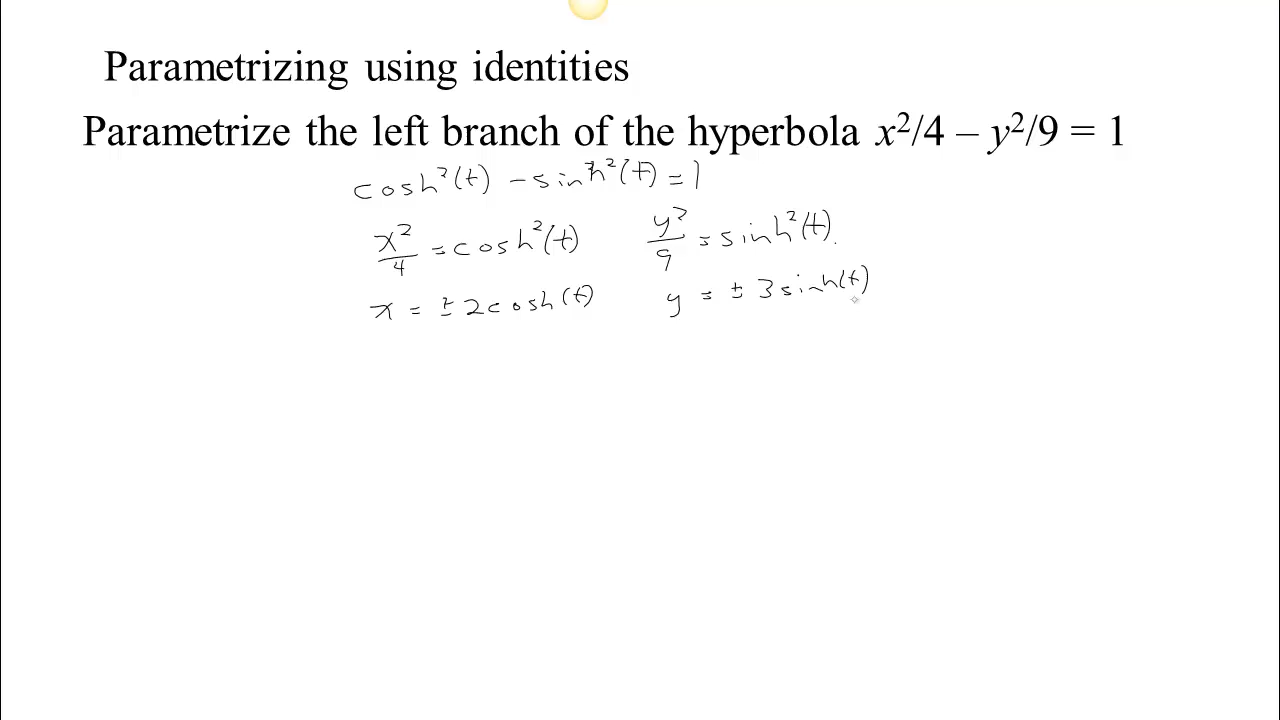 Parametrizing using identities
Parametrize the left branch of the hyperbola x²/4 – y²/9 = 1
cosh²(t) - sinh²(t) = 1
x²/4 = cosh²(t) y²/9 = sinh²(t).
x = ± 2cosh(t) y = ± 3sinh(t)